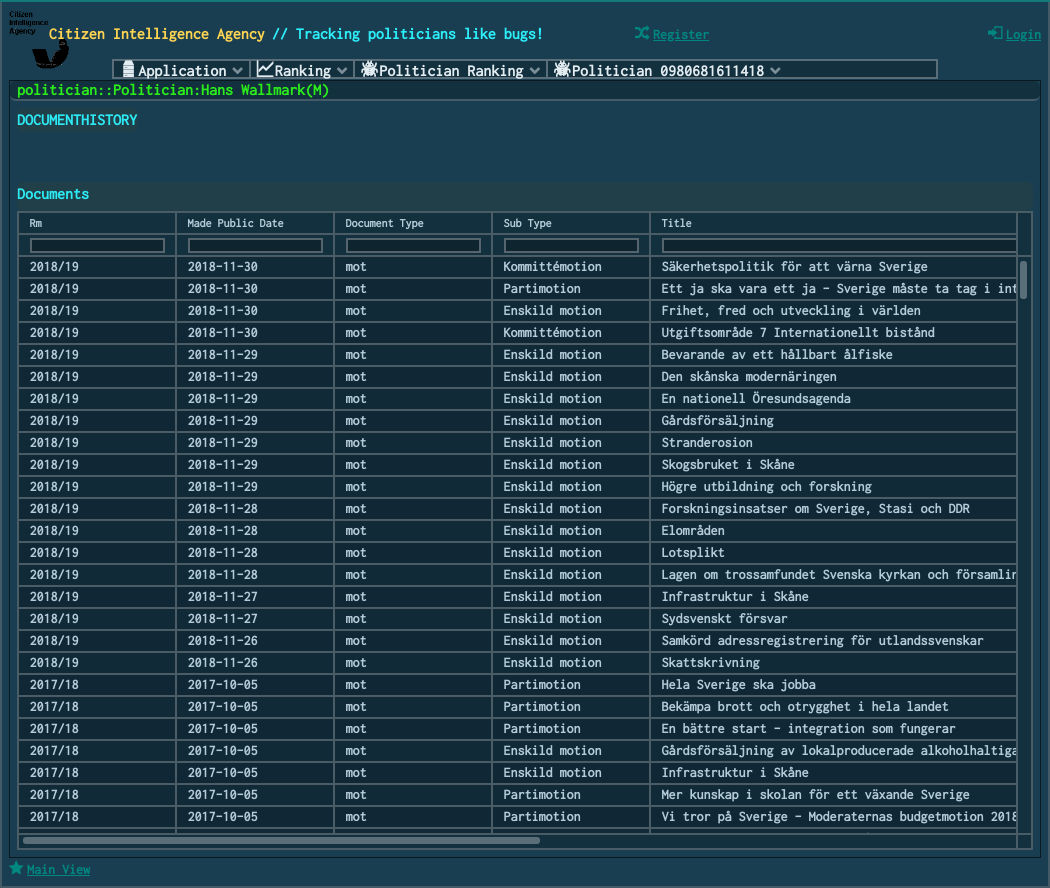 Citizen
Intelligence
Agency
Citizen Intelligence Agency // Tracking politicians like bugs!
Register
Login
Application Ranking Politician Ranking Politician 0980681611418
politician::Politician:Hans Wallmark(M)
DOCUMENTHISTORY
Documents
Rm Made Public Date Document Type Sub Type Title
2018/19 2018-11-30 mot Kommittémotion Säkerhetspolitik för att värna Sverige
2018/19 2018-11-30 mot Partimotion Ett ja ska vara ett ja - Sverige måste ta tag i int
2018/19 2018-11-30 mot Enskild motion Frihet, fred och utveckling i världen
2018/19 2018-11-30 mot Kommittémotion Utgiftsområde 7 Internationellt bistånd
2018/19 2018-11-29 mot Enskild motion Bevarande av ett hållbart ålfiske
2018/19 2018-11-29 mot Enskild motion Den skånska modernäringen
2018/19 2018-11-29 mot Enskild motion En nationell Öresundsagenda
2018/19 2018-11-29 mot Enskild motion Gårdsförsäljning
2018/19 2018-11-29 mot Enskild motion Stranderosion
2018/19 2018-11-29 mot Enskild motion Skogsbruket i Skåne
2018/19 2018-11-29 mot Enskild motion Högre utbildning och forskning
2018/19 2018-11-28 mot Enskild motion Forskningsinsatser om Sverige, Stasi och DDR
2018/19 2018-11-28 mot Enskild motion Elområden
2018/19 2018-11-28 mot Enskild motion Lotsplikt
2018/19 2018-11-28 mot Enskild motion Lagen om trossamfundet Svenska kyrkan och församlin
2018/19 2018-11-27 mot Enskild motion Infrastruktur i Skåne
2018/19 2018-11-27 mot Enskild motion Sydsvenskt försvar
2018/19 2018-11-26 mot Enskild motion Samkörd adressregistrering för utlandssvenskar
2018/19 2018-11-26 mot Enskild motion Skattskrivning
2017/18 2017-10-05 mot Partimotion Hela Sverige ska jobba
2017/18 2017-10-05 mot Partimotion Bekämpa brott och otrygghet i hela landet
2017/18 2017-10-05 mot Partimotion En bättre start - integration som fungerar
2017/18 2017-10-05 mot Enskild motion Gårdsförsäljning av lokalproducerade alkoholhaltiga
2017/18 2017-10-05 mot Enskild motion Infrastruktur i Skåne
2017/18 2017-10-05 mot Partimotion Mer kunskap i skolan för ett växande Sverige
2017/18 2017-10-05 mot Partimotion Vi tror på Sverige - Moderaternas budgetmotion 2018
Main View